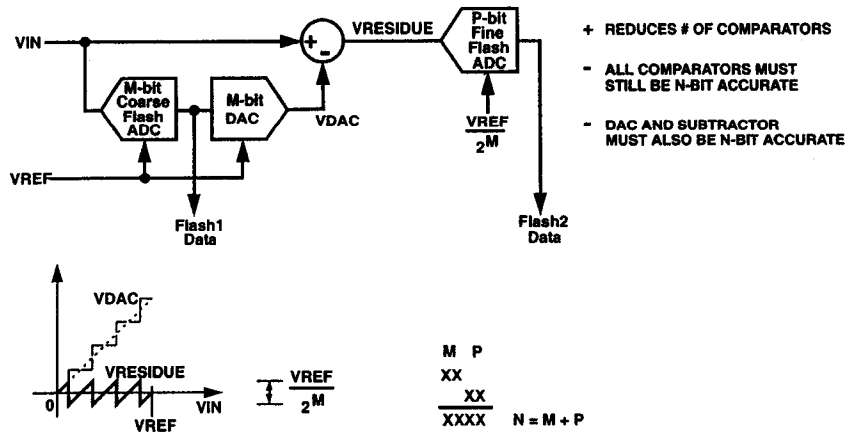 VIN
+
-
VRESIDUE
P-bit
Fine
Flash
ADC
M-bit
Coarse
Flash
ADC
M-bit
DAC
VDAC
VREF
2^M
VREF
Flash1
Data
Flash2
Data
+ REDUCES # OF COMPARATORS
- ALL COMPARATORS MUST
STILL BE N-BIT ACCURATE
- DAC AND SUBTRACTOR
MUST ALSO BE N-BIT ACCURATE
VDAC
VRESIDUE
0
VIN
VREF
VREF
2^M
M P
XX
XX
XXXX N = M + P